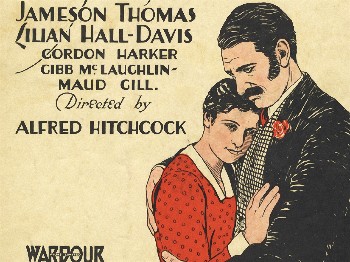 JAMESON THOMAS
LILIAN HALL-DAVIS
GORDON HARKER
GIBB McLAUGHLIN-
MAUD GILL.
Directed by
ALFRED HITCHCOCK
WARDOUR